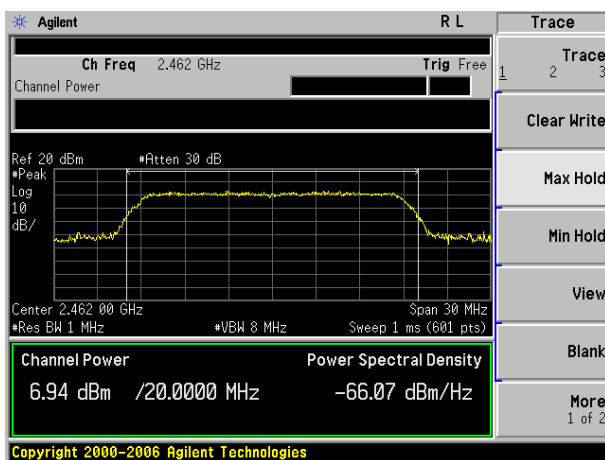 Agilent R L Trace
Ch Freq 2.462 GHz Trig Free
Channel Power
Trace
1 2 3
Clear Write
Max Hold
Min Hold
View
Blank
More
1 of 2
Ref 20 dBm #Atten 30 dB
#Peak
Log
10
dB/
Center 2.462 00 GHz Span 30 MHz
#Res BW 1 MHz #VBW 8 MHz Sweep 1 ms (601 pts)
Channel Power Power Spectral Density
6.94 dBm /20.0000 MHz -66.07 dBm/Hz
Copyright 2000-2006 Agilent Technologies